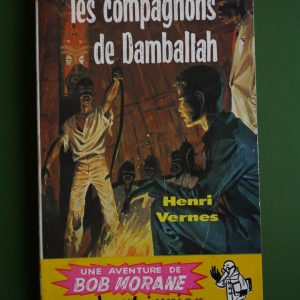 les compagnons
de Damballah
Henri
Vernes
UNE AVENTURE DE
BOB MORANE